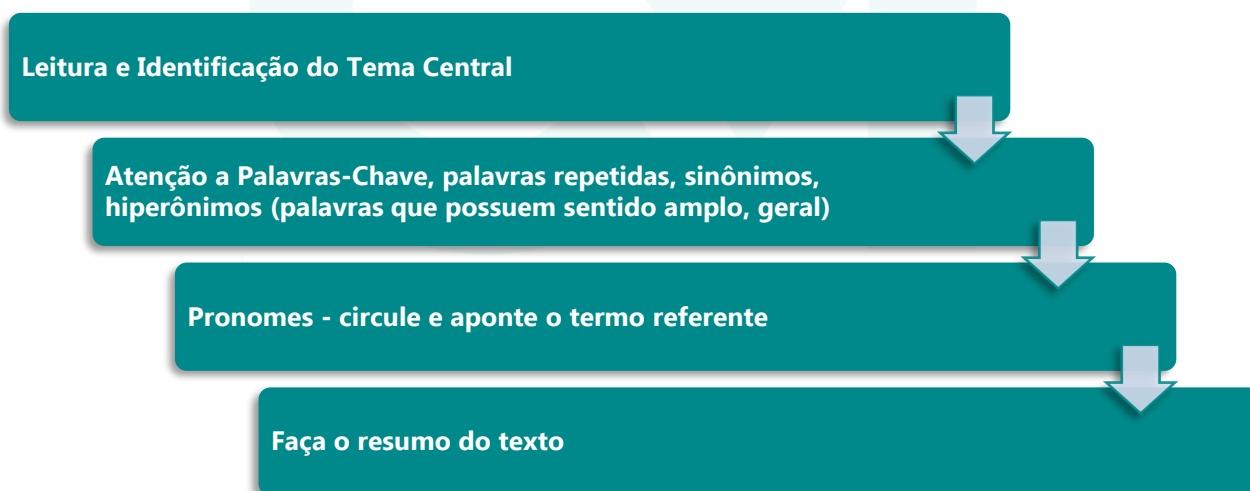 Leitura e Identificação do Tema Central
Atenção a Palavras-Chave, palavras repetidas, sinônimos,
hiperônimos (palavras que possuem sentido amplo, geral)
Pronomes - circule e aponte o termo referente
Faça o resumo do texto